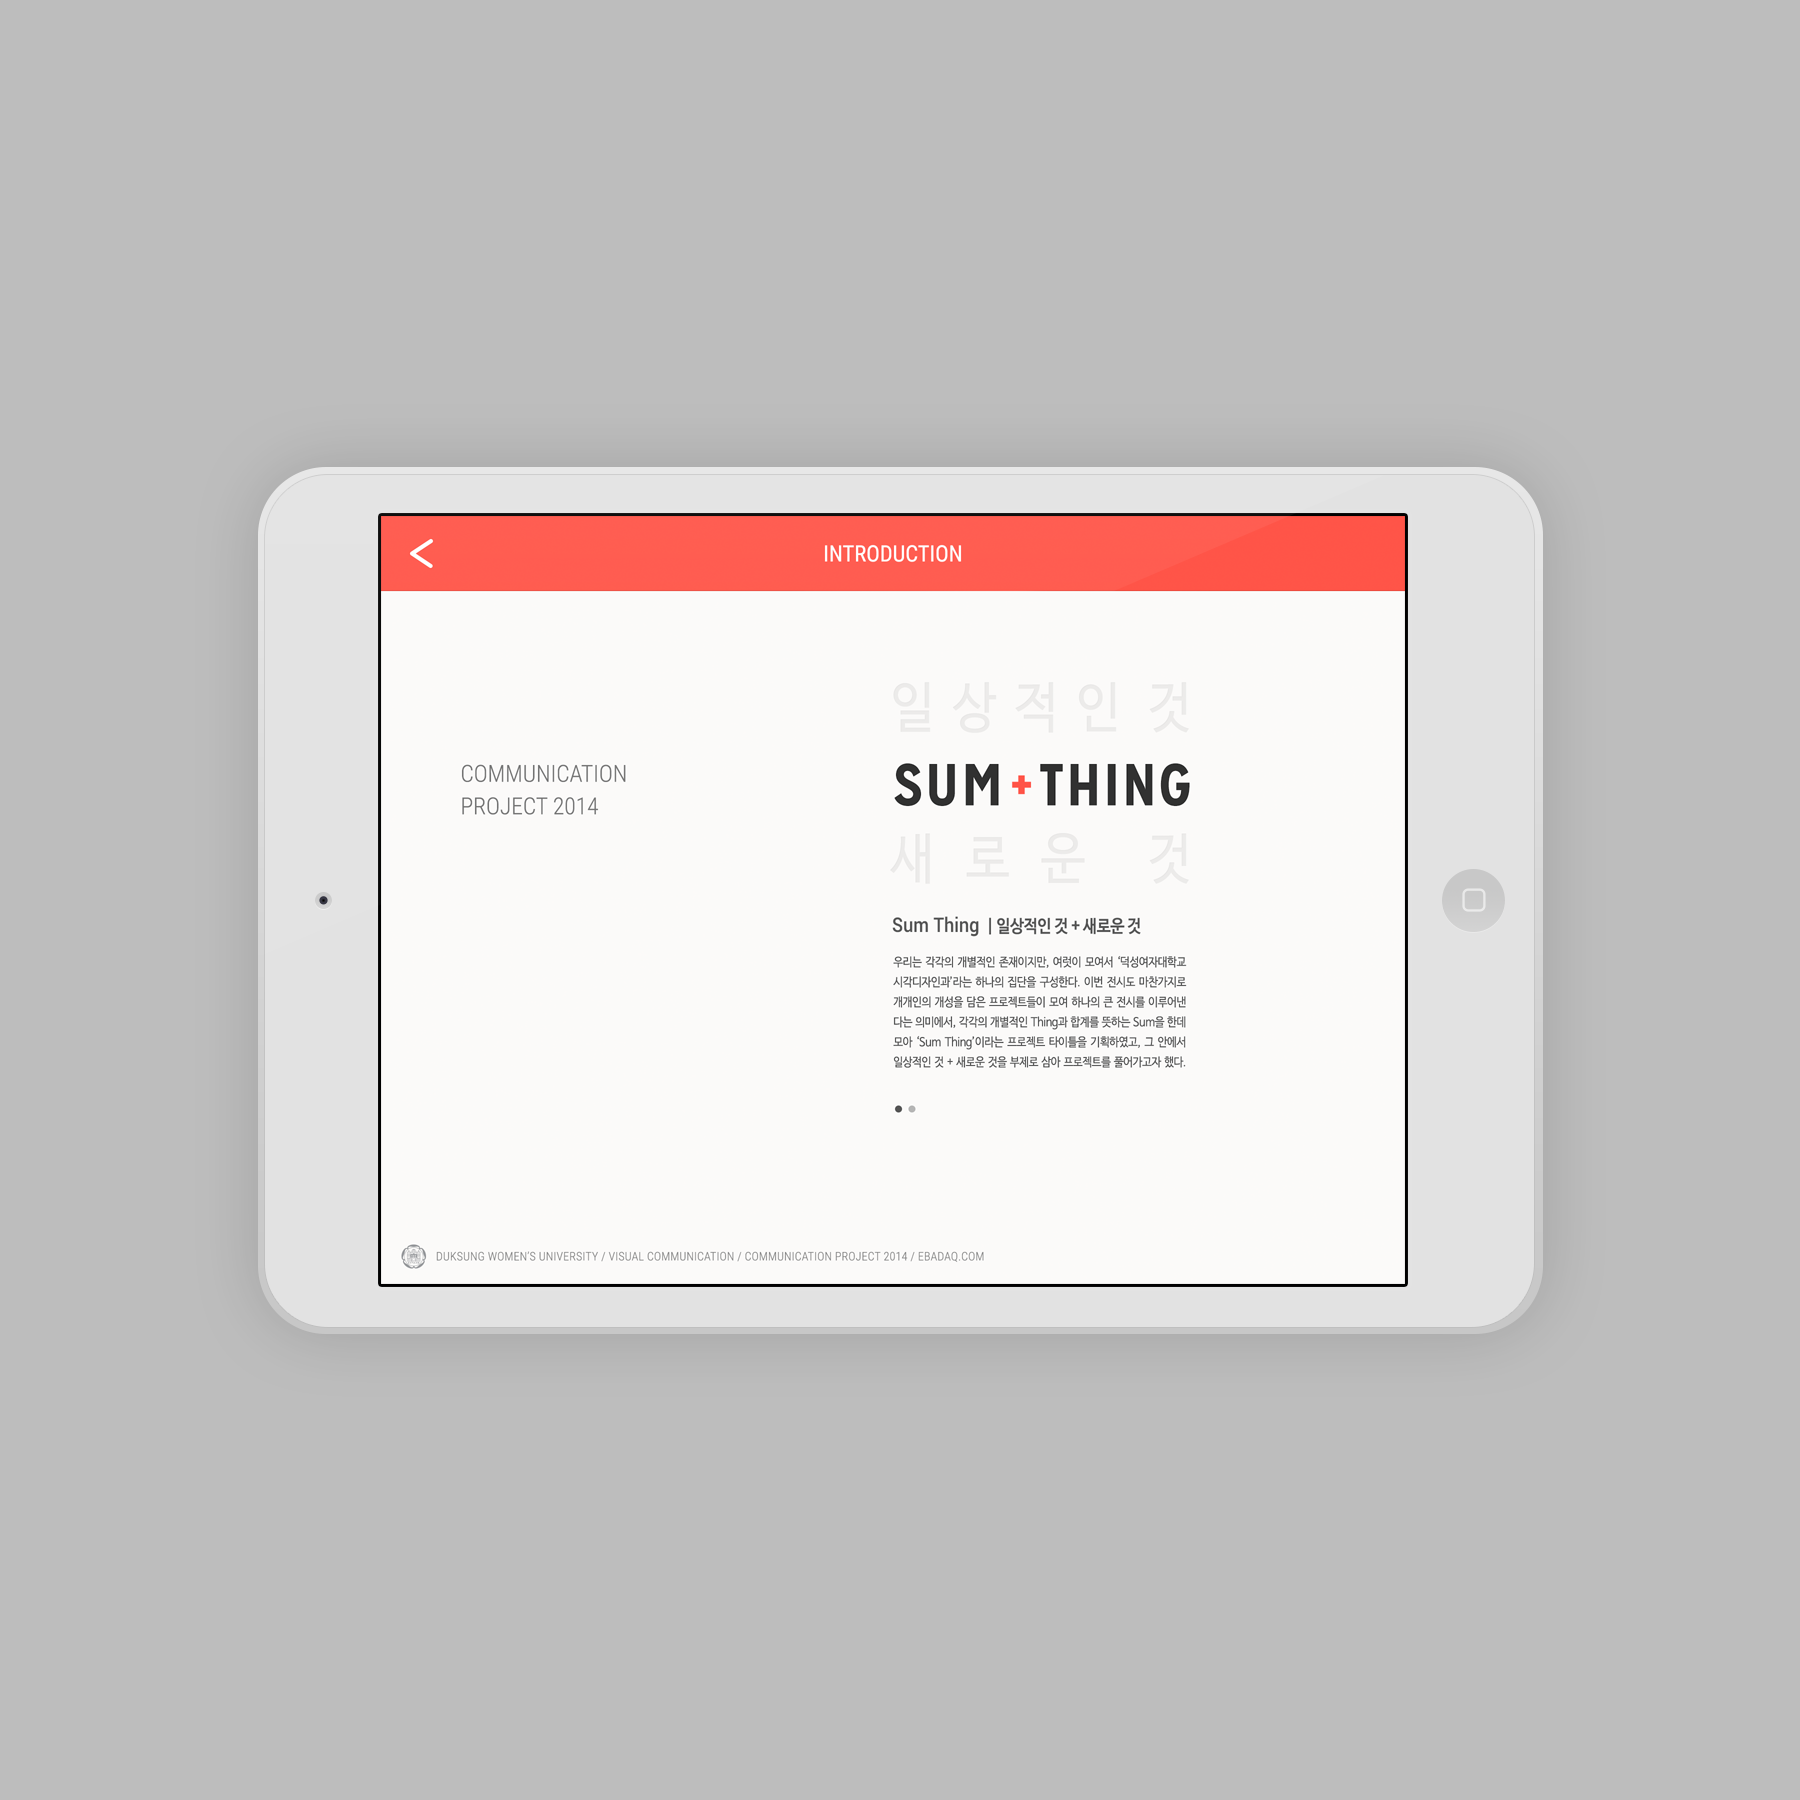 INTRODUCTION
COMMUNICATION
PROJECT 2014
일상적인 것
SUM+THING
새로운 것
Sum Thing | 일상적인 것 + 새로운 것
우리는 각각의 개별적인 존재이지만, 여럿이 모여서 ‘덕성여자대학교
시각디자인과’라는 하나의 집단을 구성한다. 이번 전시도 마찬가지로
개개인의 개성을 담은 프로젝트들이 모여 하나의 큰 전시를 이루어낸
다는 의미에서, 각각의 개별적인 Thing과 합계를 뜻하는 Sum을 한데
모아 ‘Sum Thing’이라는 프로젝트 타이틀을 기획하였고, 그 안에서
일상적인 것 + 새로운 것을 부제로 삼아 프로젝트를 풀어가고자 했다.
DUKSUNG WOMEN'S UNIVERSITY / VISUAL COMMUNICATION / COMMUNICATION PROJECT 2014 / EBADAQ.COM